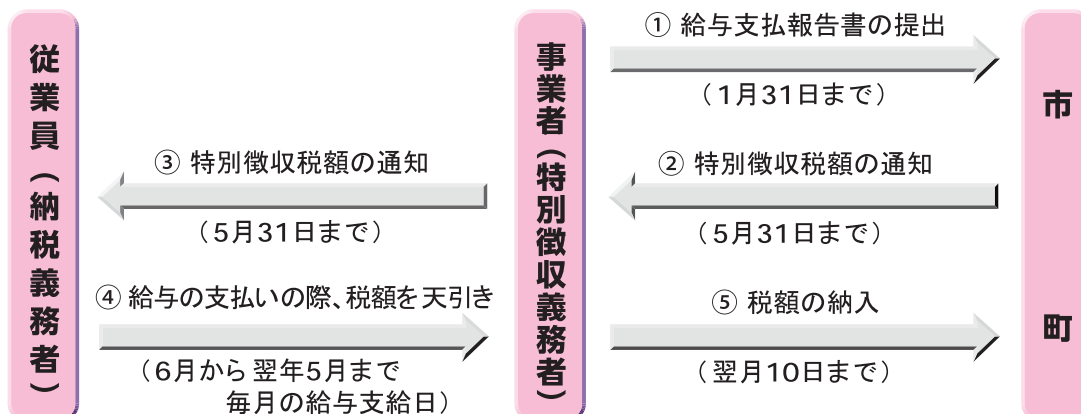 従業員（納税義務者）
事業者（特別徴収義務者）
市町
① 給与支払報告書の提出
（1月31日まで）
② 特別徴収税額の通知
（5月31日まで）
③ 特別徴収税額の通知
（5月31日まで）
④ 給与の支払いの際、税額を天引き
（6月から翌年5月まで
毎月の給与支給日）
⑤ 税額の納入
（翌月10日まで）